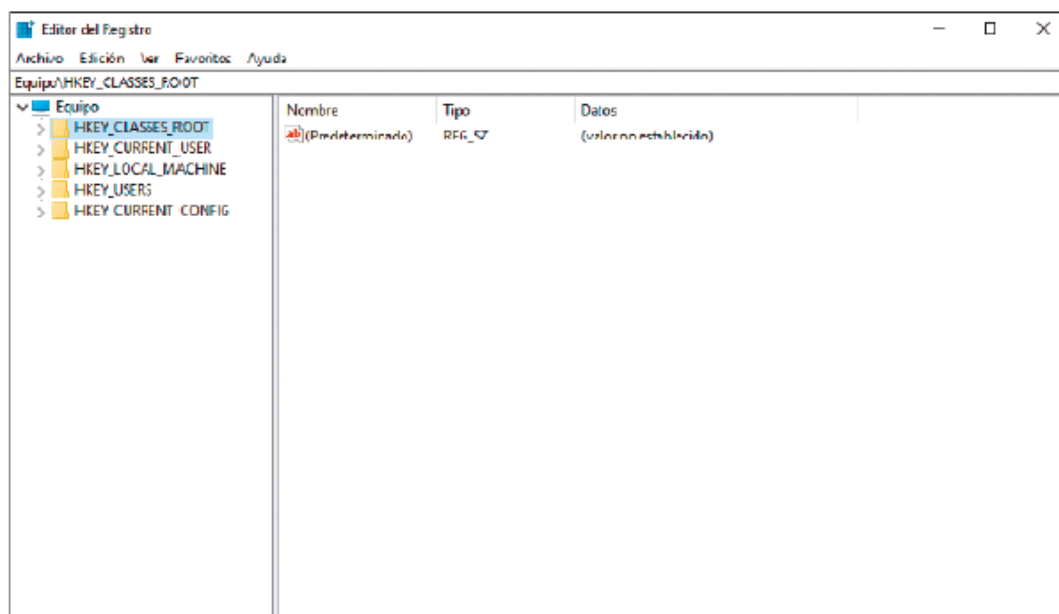 Editor del Registro
Archivo Edición Ver Favoritos Ayuda
Equipo\HKEY_CLASSES_ROOT
Equipo
HKEY_CLASSES_ROOT
HKEY_CURRENT_USER
HKEY_LOCAL_MACHINE
HKEY_USERS
HKEY_CURRENT_CONFIG
Nombre Tipo Datos
ab (Predeterminado) REG_SZ (valor no establecido)